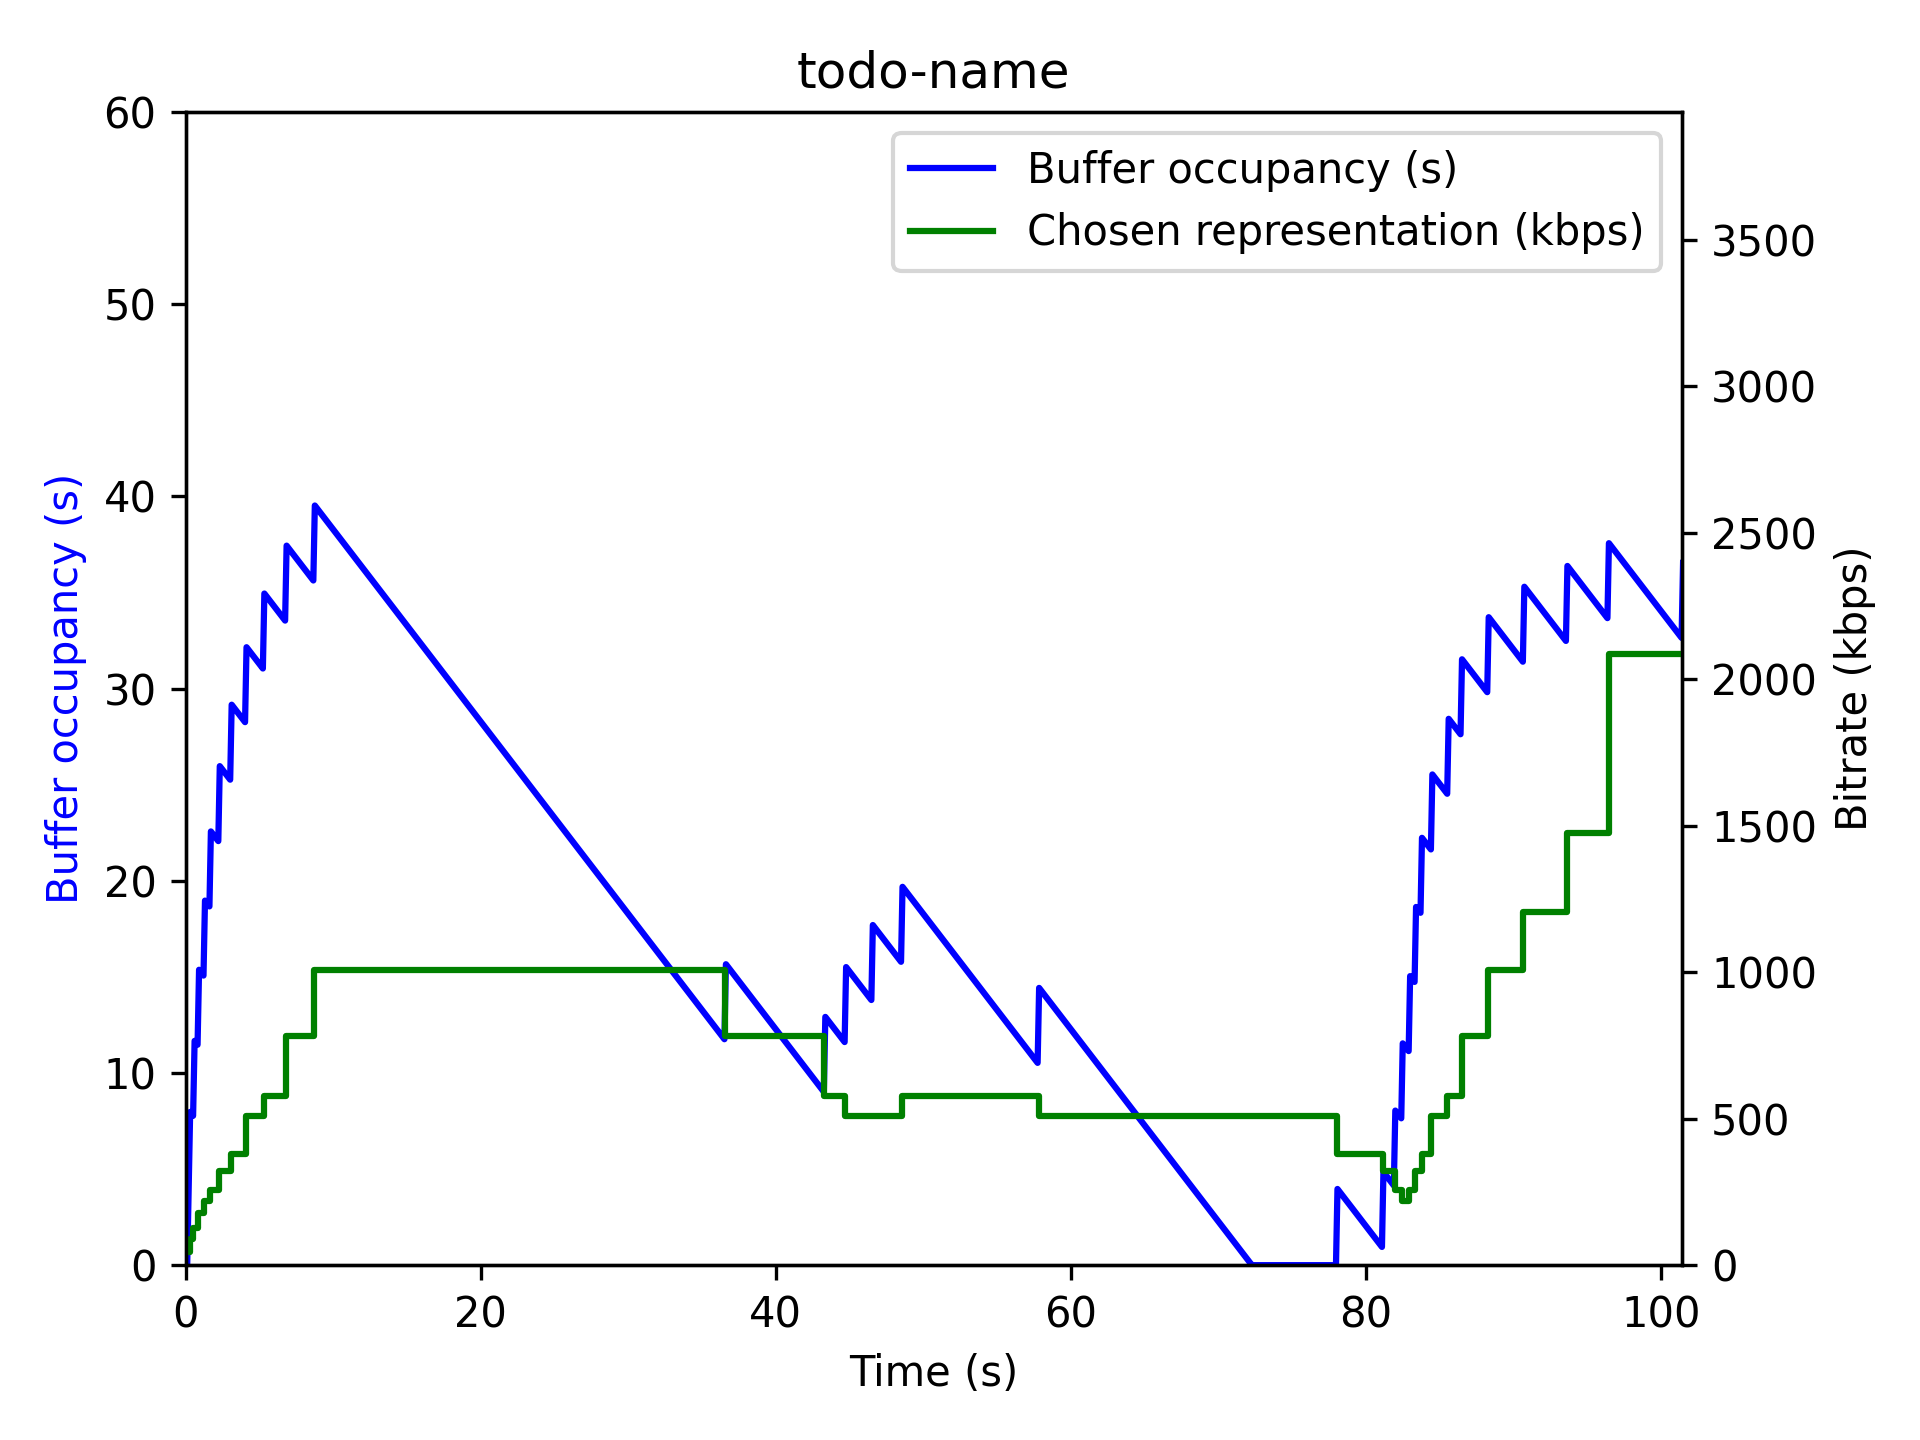 todo-name
Buffer occupancy (s)
Chosen representation (kbps)
60
50
40
30
20
10
0
Buffer occupancy (s)
3500
3000
2500
2000
1500
1000
500
0
Bitrate (kbps)
0 20 40 60 80 100
Time (s)